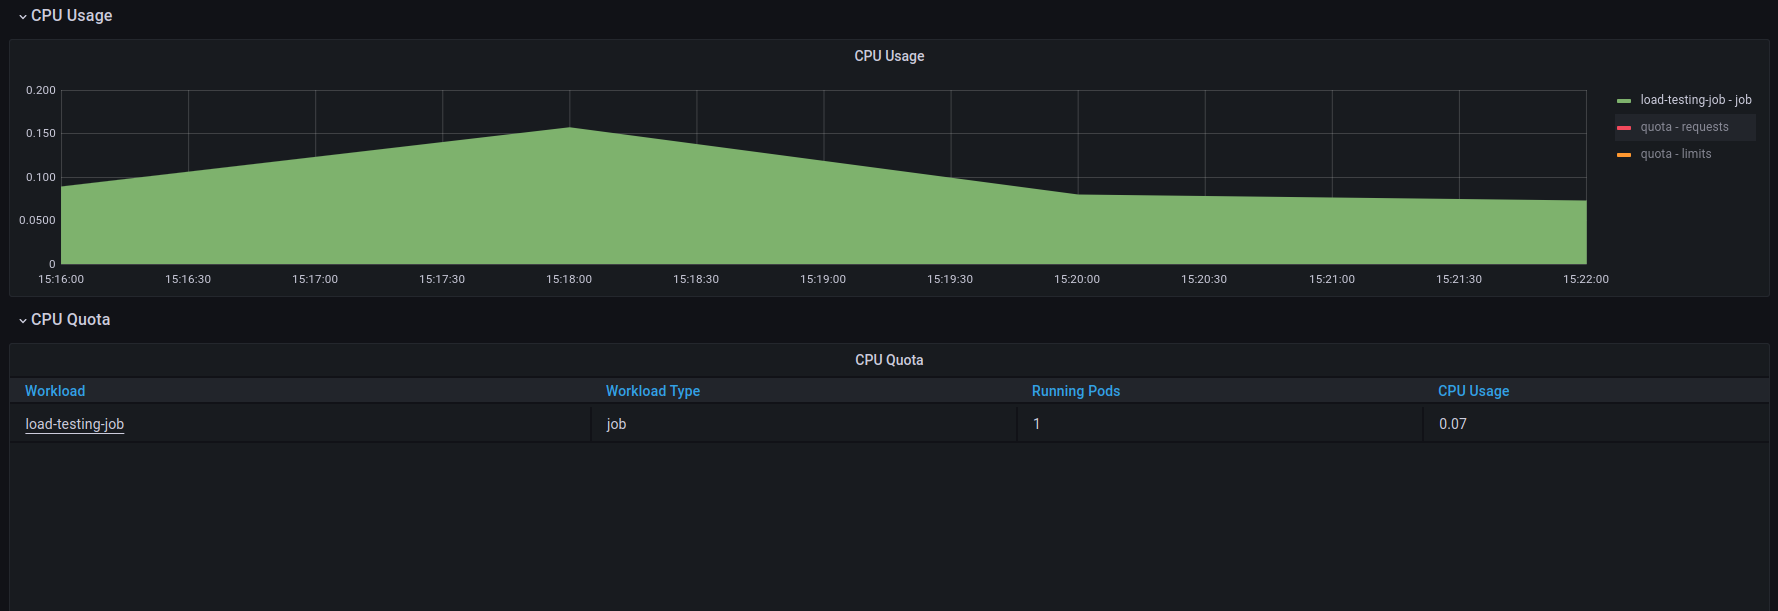 CPU Usage
CPU Usage
0.200
0.150
0.100
0.0500
0
15:16:00 15:16:30 15:17:00 15:17:30 15:18:00 15:18:30 15:19:00 15:19:30 15:20:00 15:20:30 15:21:00 15:21:30 15:22:00
load-testing-job - job
quota - requests
quota - limits
CPU Quota
CPU Quota
Workload Workload Type Running Pods CPU Usage
load-testing-job job 1 0.07